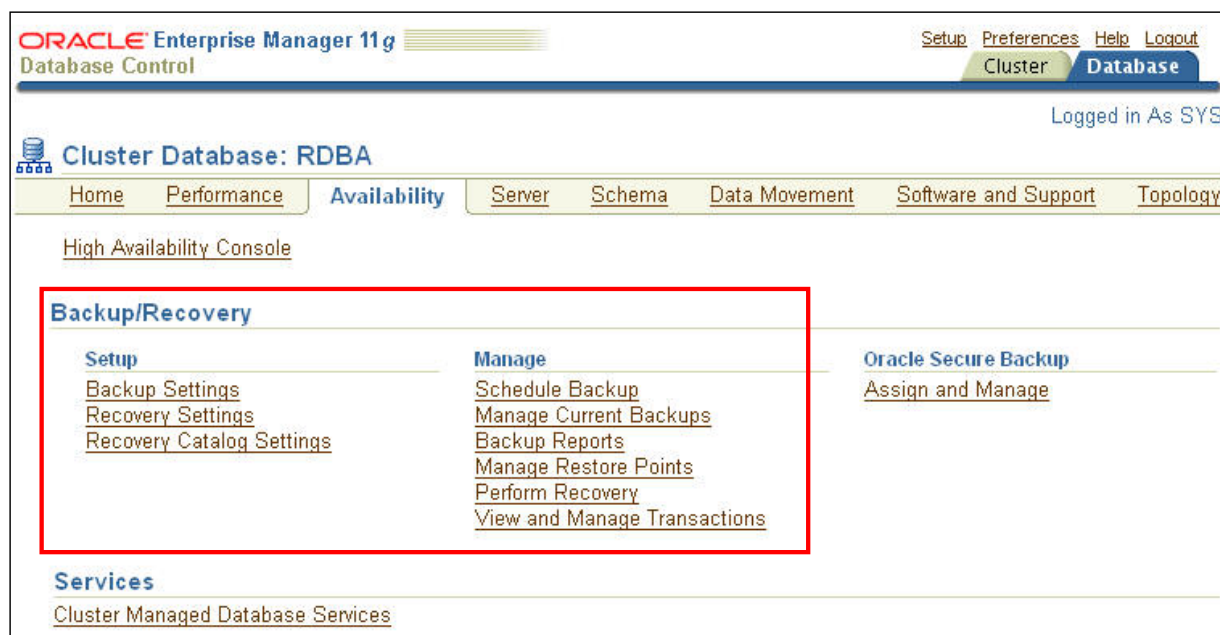 ORACLE Enterprise Manager 11g
Database Control
Setup Preferences Help Logout
Cluster Database
Logged in As SYS
Cluster Database: RDBA
Home Performance Availability Server Schema Data Movement Software and Support Topology
High Availability Console
Backup/Recovery
Setup
Backup Settings
Recovery Settings
Recovery Catalog Settings
Manage
Schedule Backup
Manage Current Backups
Backup Reports
Manage Restore Points
Perform Recovery
View and Manage Transactions
Oracle Secure Backup
Assign and Manage
Services
Cluster Managed Database Services